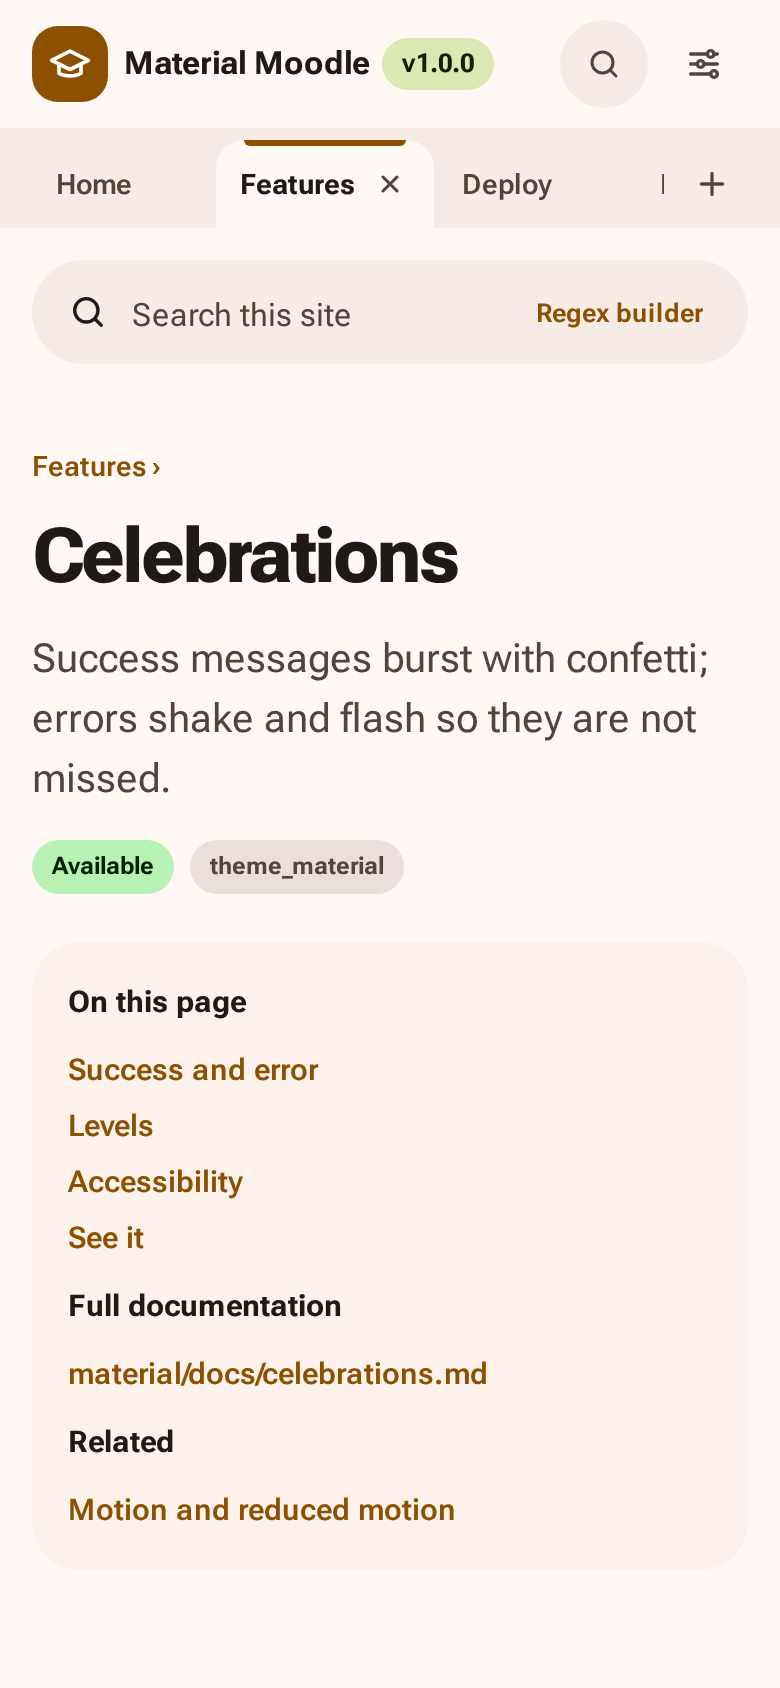 Material Moodle v1.0.0
Home Features Deploy
Search this site Regex builder
Features ›
Celebrations
Success messages burst with confetti;
errors shake and flash so they are not
missed.
Available theme_material
On this page
Success and error
Levels
Accessibility
See it
Full documentation
material/docs/celebrations.md
Related
Motion and reduced motion